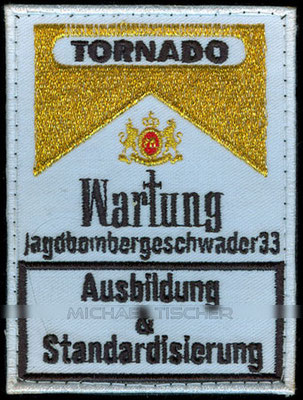 TORNADO
Wartung
Jagdbombergeschwader33
Ausbildung
&
MICHAEL TISCHER
Standardisierung